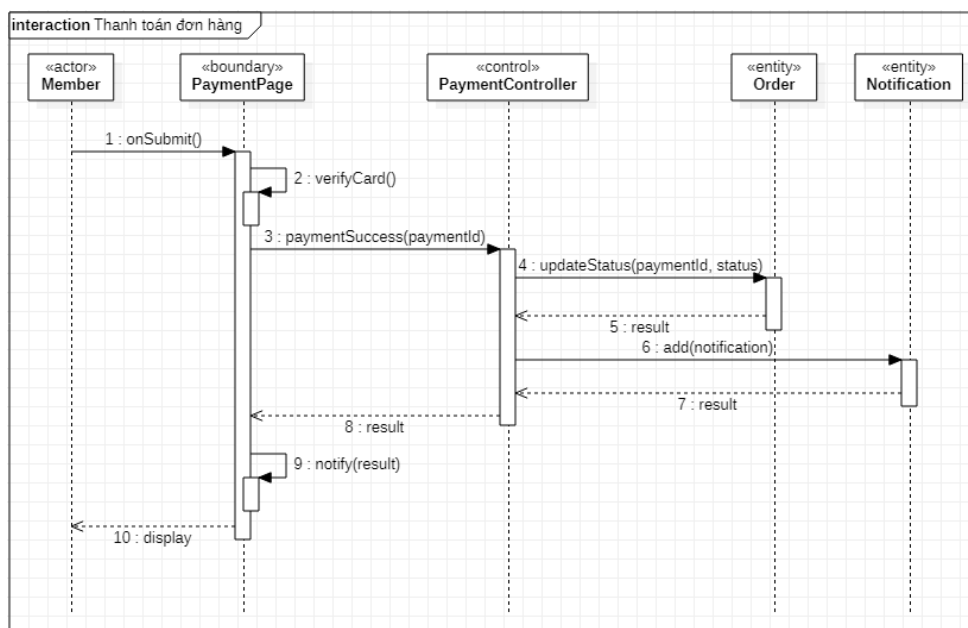 interaction Thanh toán đơn hàng
«actor»
Member
«boundary»
PaymentPage
«control»
PaymentController
«entity»
Order
«entity»
Notification
1 : onSubmit()
2 : verifyCard()
3 : paymentSuccess(paymentId)
4 : updateStatus(paymentId, status)
5 : result
6 : add(notification)
7 : result
8 : result
9 : notify(result)
10 : display